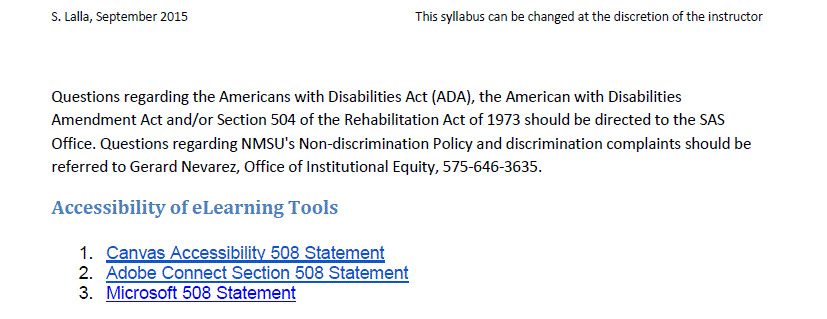 S. Lalla, September 2015 This syllabus can be changed at the discretion of the instructor
Questions regarding the Americans with Disabilities Act (ADA), the American with Disabilities
Amendment Act and/or Section 504 of the Rehabilitation Act of 1973 should be directed to the SAS
Office. Questions regarding NMSU's Non-discrimination Policy and discrimination complaints should be
referred to Gerard Nevarez, Office of Institutional Equity, 575-646-3635.
Accessibility of eLearning Tools
1. Canvas Accessibility 508 Statement
2. Adobe Connect Section 508 Statement
3. Microsoft 508 Statement